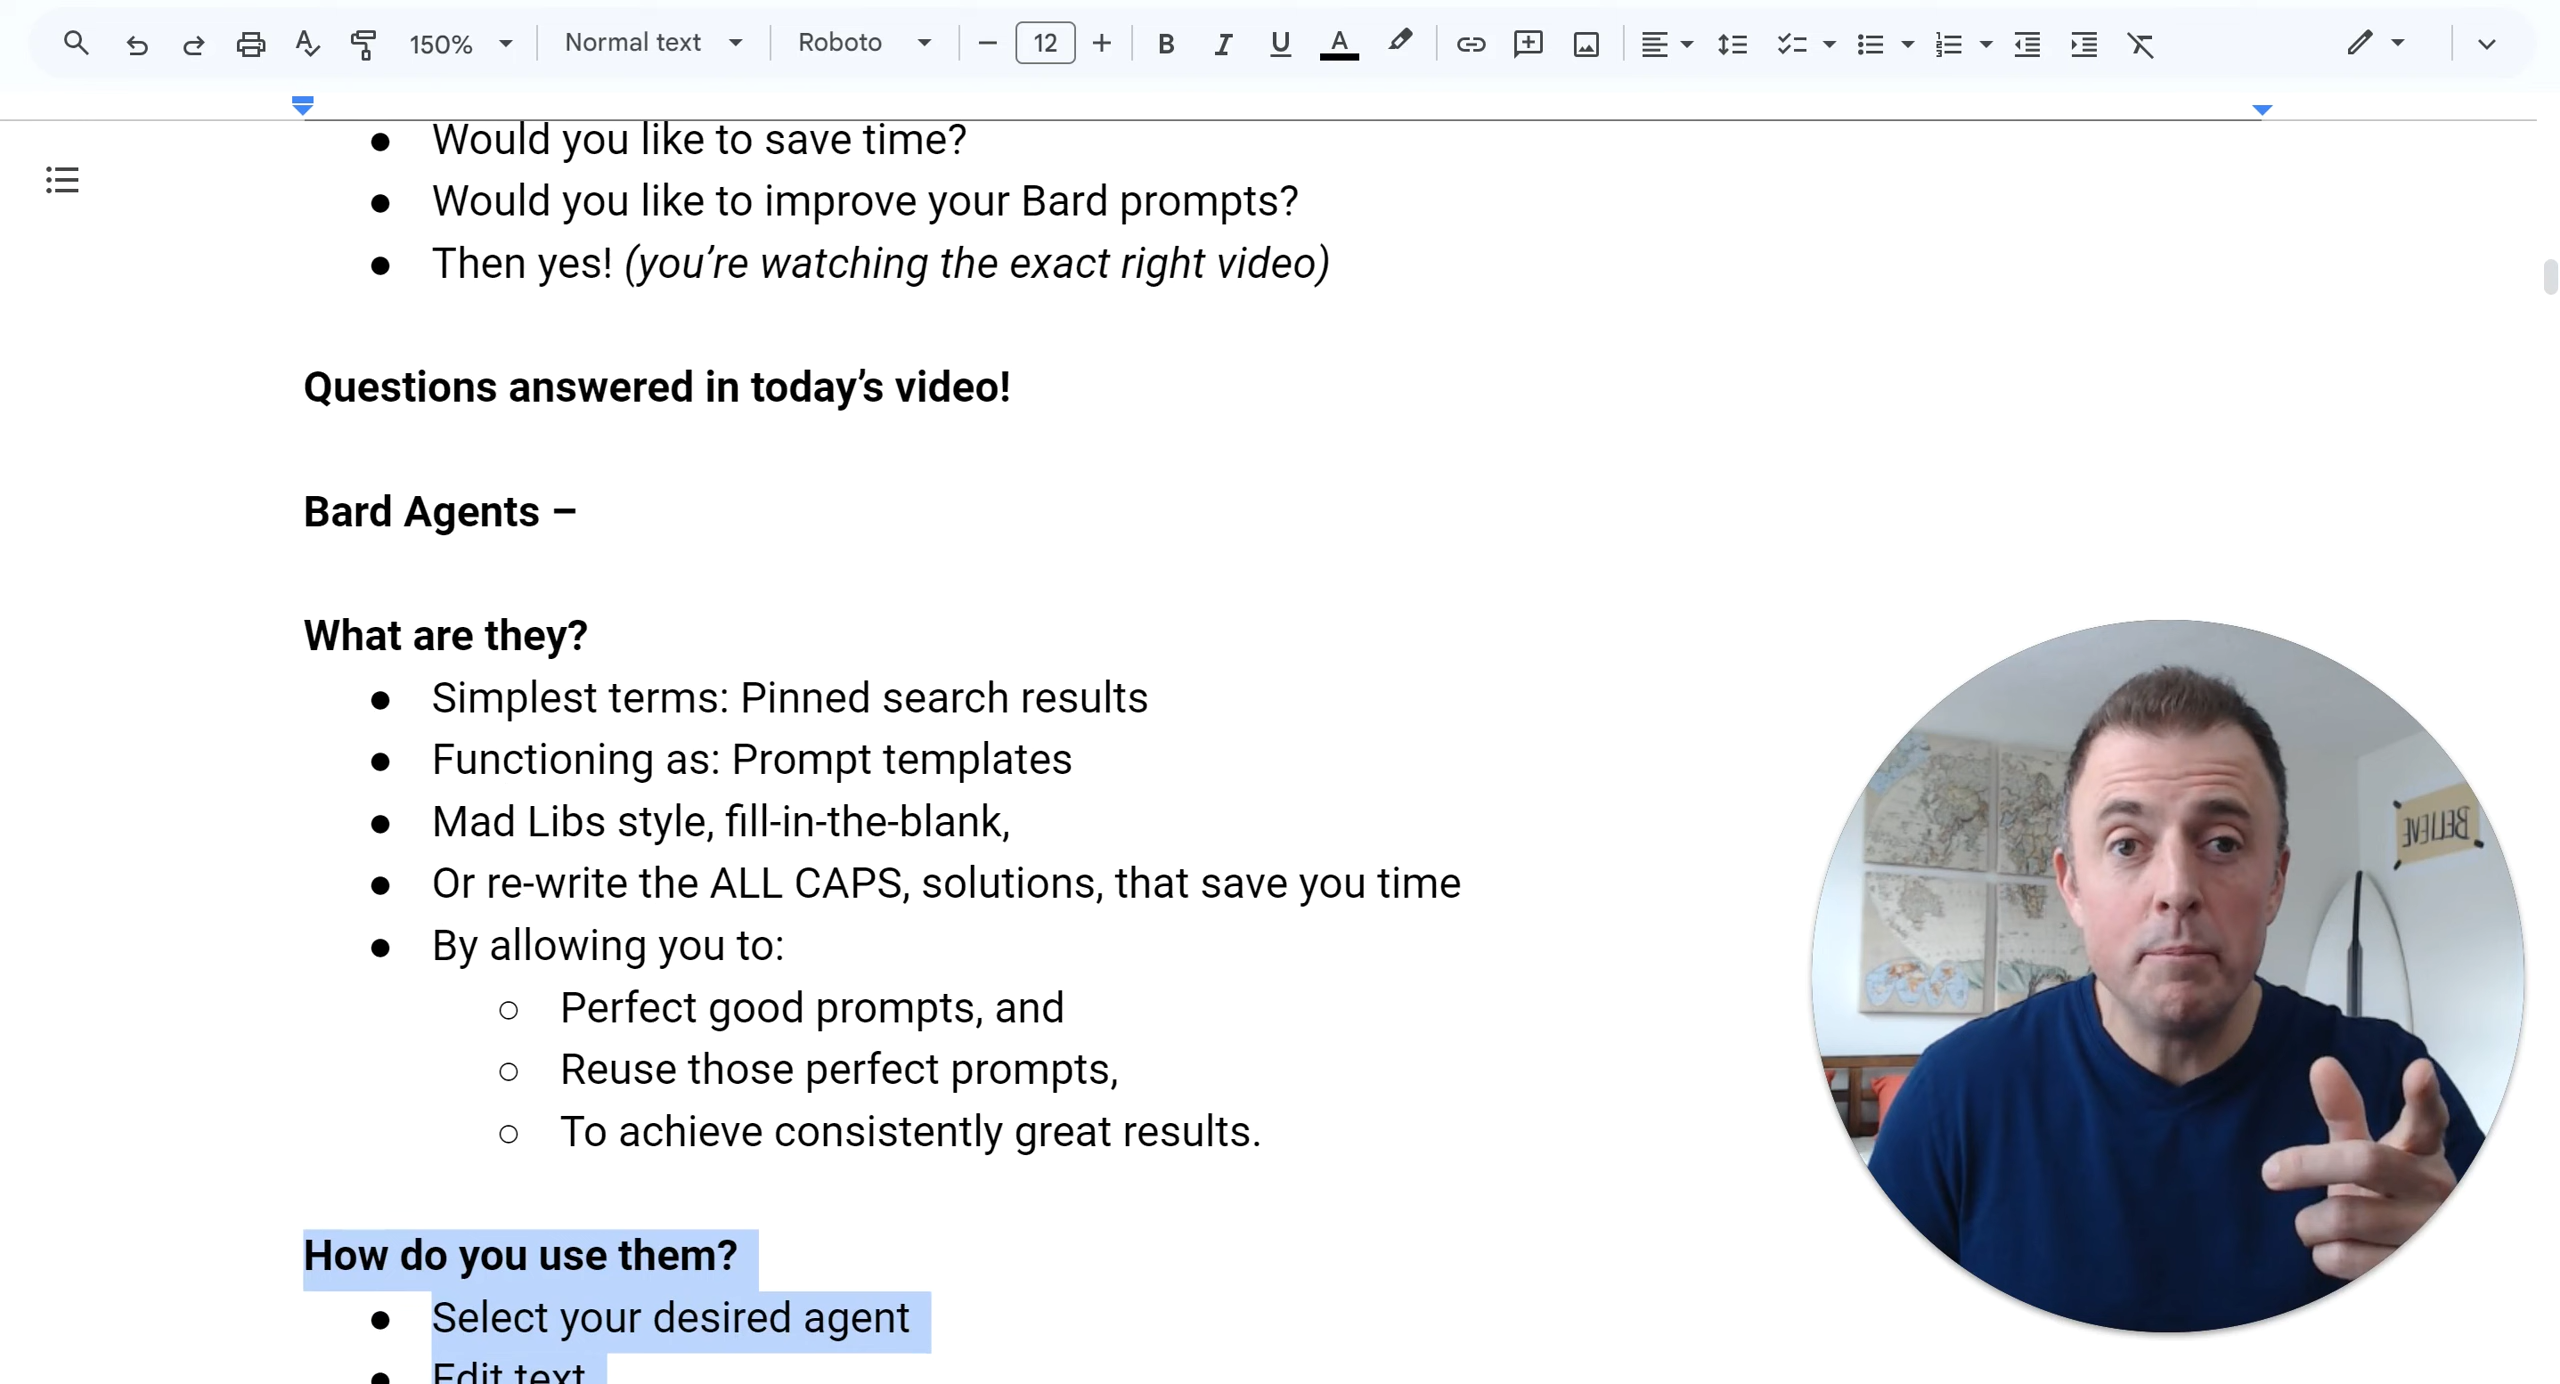 150% Normal text Roboto 12 B I U A
Would you like to save time?
Would you like to improve your Bard prompts?
Then yes! (you’re watching the exact right video)
Questions answered in today’s video!
Bard Agents –
What are they?
Simplest terms: Pinned search results
Functioning as: Prompt templates
Mad Libs style, fill-in-the-blank,
Or re-write the ALL CAPS, solutions, that save you time
By allowing you to:
Perfect good prompts, and
Reuse those perfect prompts,
To achieve consistently great results.
How do you use them?
Select your desired agent
Edit text
BELIEVE